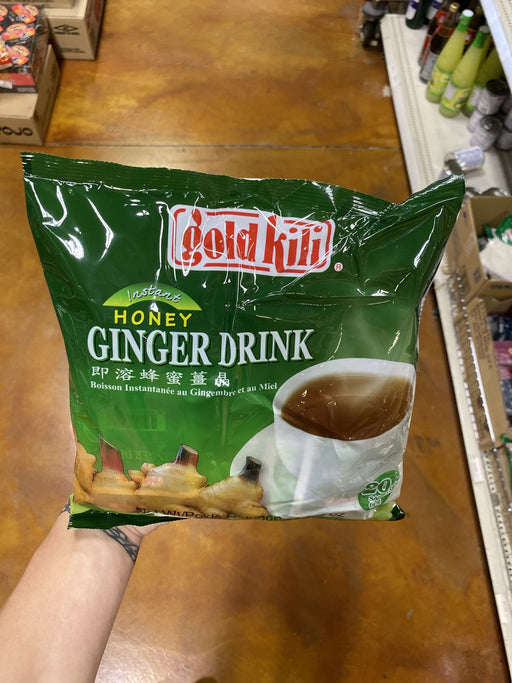 gold kili
®
Instant
HONEY
GINGER DRINK
即溶蜂蜜薑晶
Boisson Instantanée au Gingembre et au Miel
20
POJO